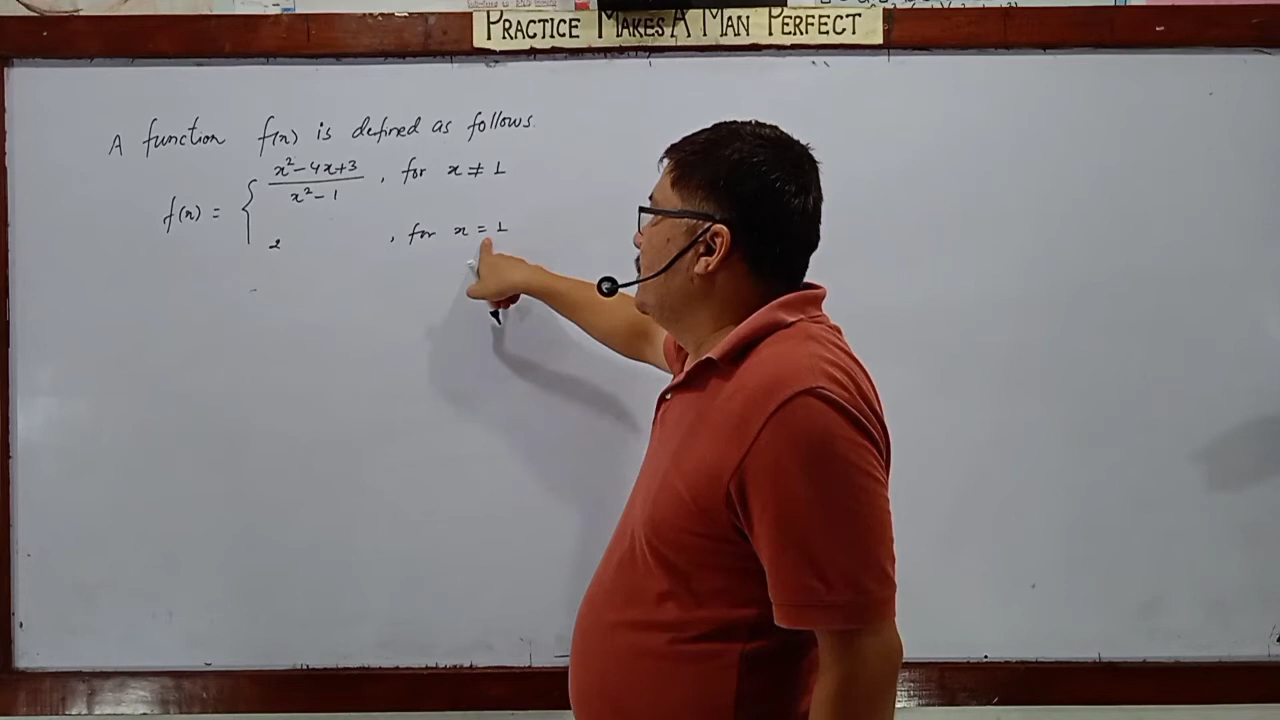 PRACTICE MAKES A MAN PERFECT
A function f(x) is defined as follows.
f(x) = { (x² - 4x + 3)/(x² - 1) , for x ≠ 1
2 , for x = 1